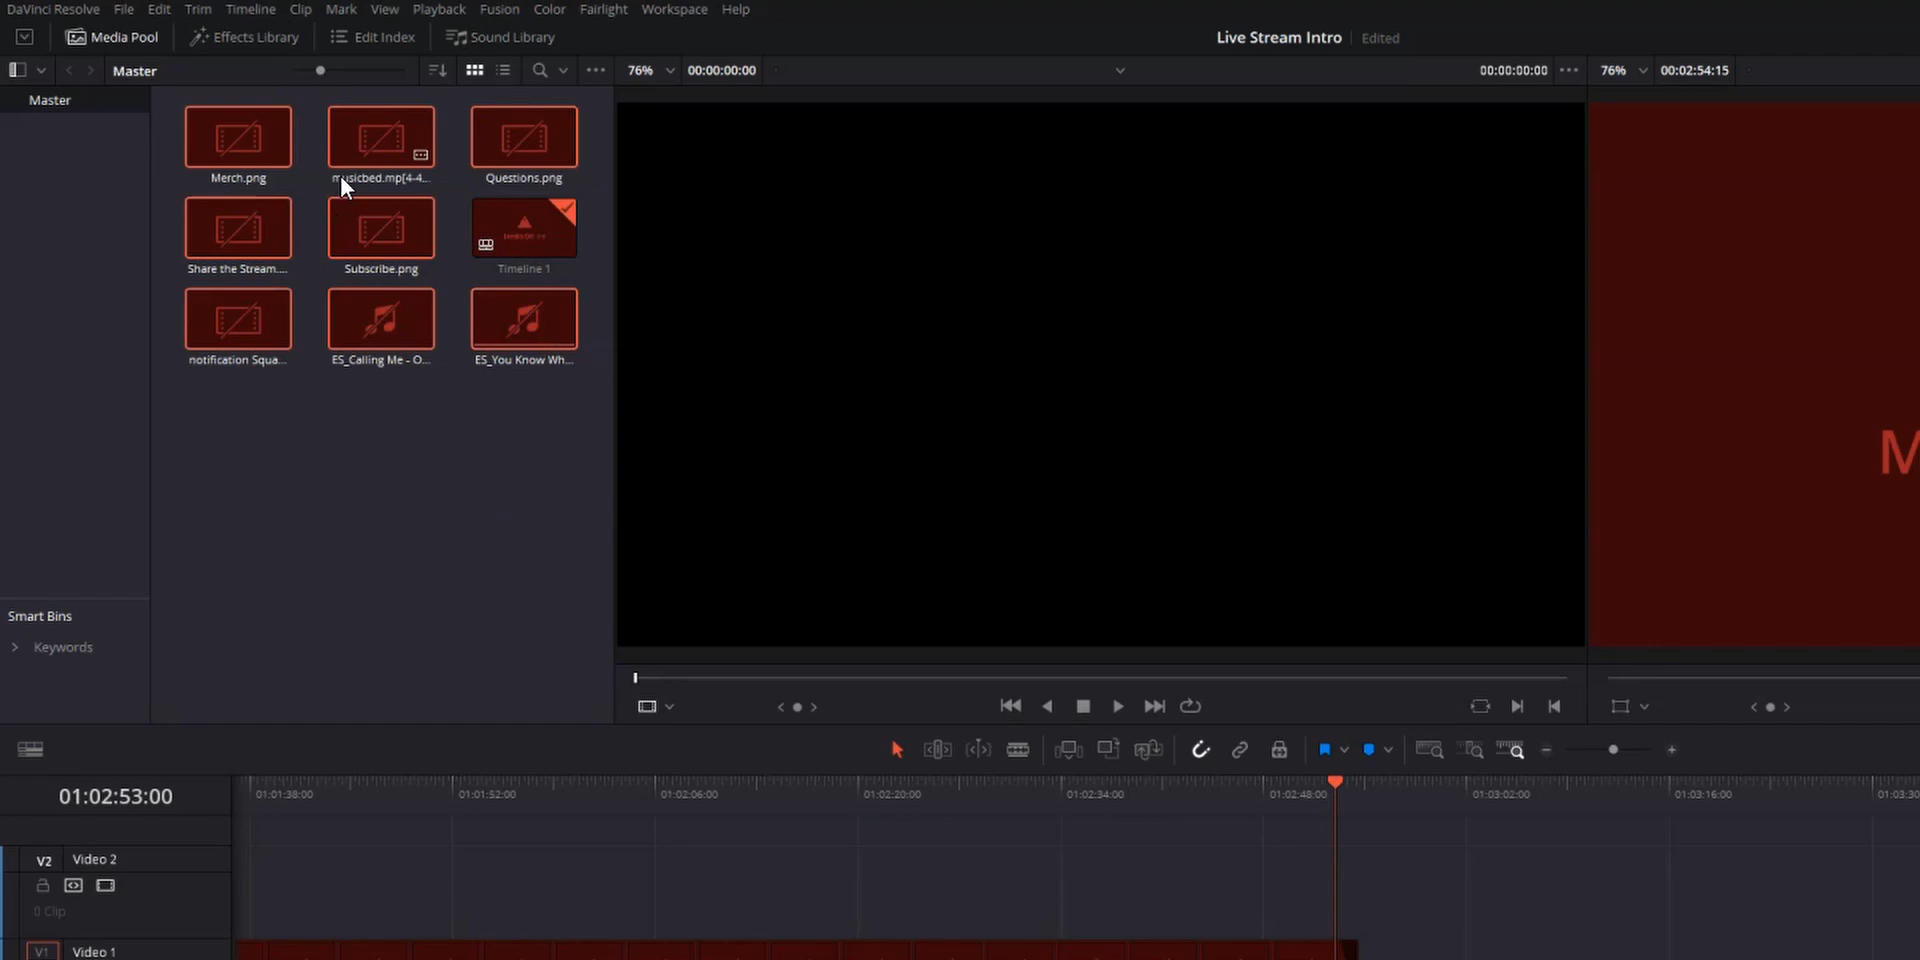 DaVinci Resolve File Edit Trim Timeline Clip Mark View Playback Fusion Color Fairlight Workspace Help
Media Pool Effects Library Edit Index Sound Library Live Stream Intro Edited
Master 76% 00:00:00:00 00:00:00:00 76% 00:02:54:15
Master
Merch.png musicbed.mp[4-4... Questions.png
Share the Stream.... Subscribe.png Timeline 1
notification Squa... ES_Calling Me - O... ES_You Know Wh...
M
Smart Bins
Keywords
01:02:53:00 01:01:38:00 01:01:52:00 01:02:06:00 01:02:20:00 01:02:34:00 01:02:48:00 01:03:02:00 01:03:16:00 01:03:30
V2 Video 2
0 Clip
V1 Video 1